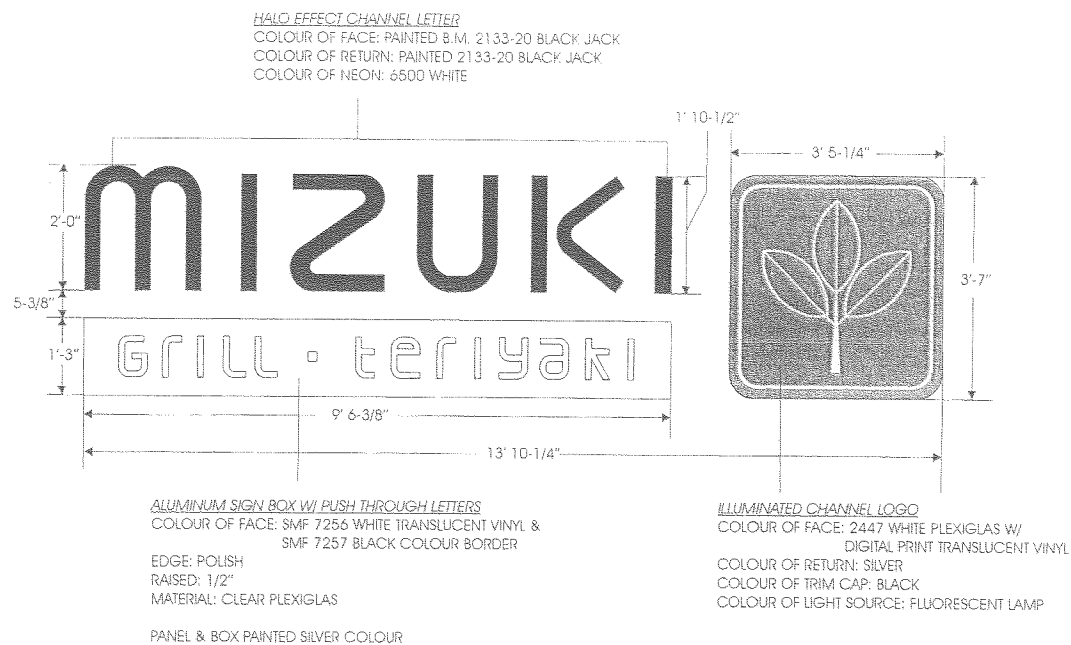 HALO EFFECT CHANNEL LETTER
COLOUR OF FACE: PAINTED B.M. 2133-20 BLACK JACK
COLOUR OF RETURN: PAINTED 2133-20 BLACK JACK
COLOUR OF NEON: 6500 WHITE
1' 10-1/2"
3' 5-1/4"
MIZUKI
2'-0"
3'-7"
5-3/8"
1'-3"
Grill · teriyaki
9' 6-3/8"
13' 10-1/4"
ALUMINUM SIGN BOX W/ PUSH THROUGH LETTERS
COLOUR OF FACE: SMF 7256 WHITE TRANSLUCENT VINYL &
SMF 7257 BLACK COLOUR BORDER
EDGE: POLISH
RAISED: 1/2"
MATERIAL: CLEAR PLEXIGLAS
PANEL & BOX PAINTED SILVER COLOUR
ILLUMINATED CHANNEL LOGO
COLOUR OF FACE: 2447 WHITE PLEXIGLAS W/
DIGITAL PRINT TRANSLUCENT VINYL
COLOUR OF RETURN: SILVER
COLOUR OF TRIM CAP: BLACK
COLOUR OF LIGHT SOURCE: FLUORESCENT LAMP